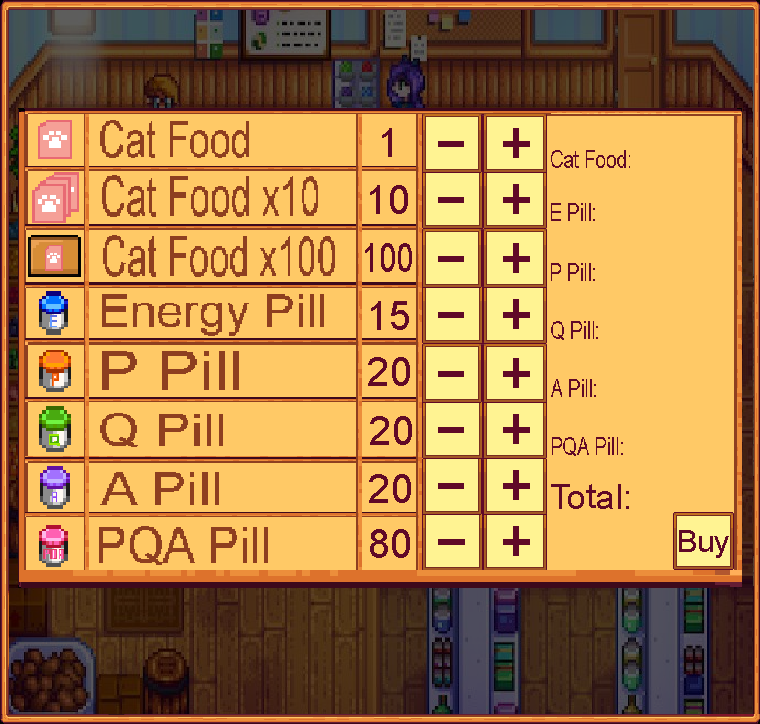 Cat Food 1 − +
Cat Food x10 10 − +
Cat Food x100 100 − +
Energy Pill 15 − +
P Pill 20 − +
Q Pill 20 − +
A Pill 20 − +
PQA Pill 80 − +
Cat Food:
E Pill:
P Pill:
Q Pill:
A Pill:
PQA Pill:
Total:
Buy